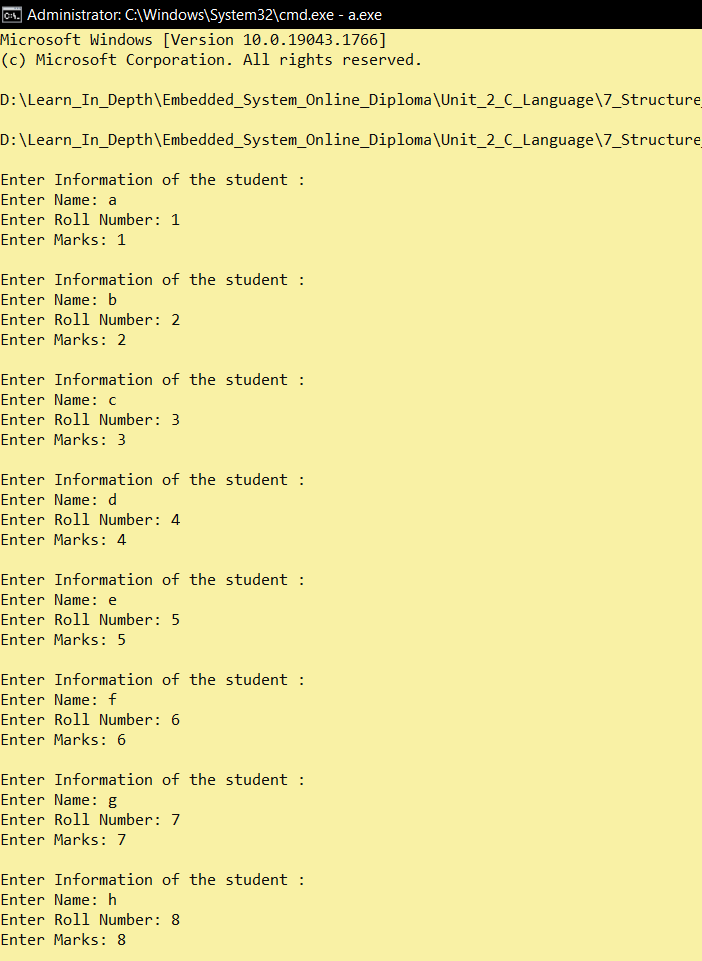 Administrator: C:\Windows\System32\cmd.exe - a.exe
Microsoft Windows [Version 10.0.19043.1766]
(c) Microsoft Corporation. All rights reserved.
D:\Learn_In_Depth\Embedded_System_Online_Diploma\Unit_2_C_Language\7_Structure_
D:\Learn_In_Depth\Embedded_System_Online_Diploma\Unit_2_C_Language\7_Structure_
Enter Information of the student :
Enter Name: a
Enter Roll Number: 1
Enter Marks: 1
Enter Information of the student :
Enter Name: b
Enter Roll Number: 2
Enter Marks: 2
Enter Information of the student :
Enter Name: c
Enter Roll Number: 3
Enter Marks: 3
Enter Information of the student :
Enter Name: d
Enter Roll Number: 4
Enter Marks: 4
Enter Information of the student :
Enter Name: e
Enter Roll Number: 5
Enter Marks: 5
Enter Information of the student :
Enter Name: f
Enter Roll Number: 6
Enter Marks: 6
Enter Information of the student :
Enter Name: g
Enter Roll Number: 7
Enter Marks: 7
Enter Information of the student :
Enter Name: h
Enter Roll Number: 8
Enter Marks: 8